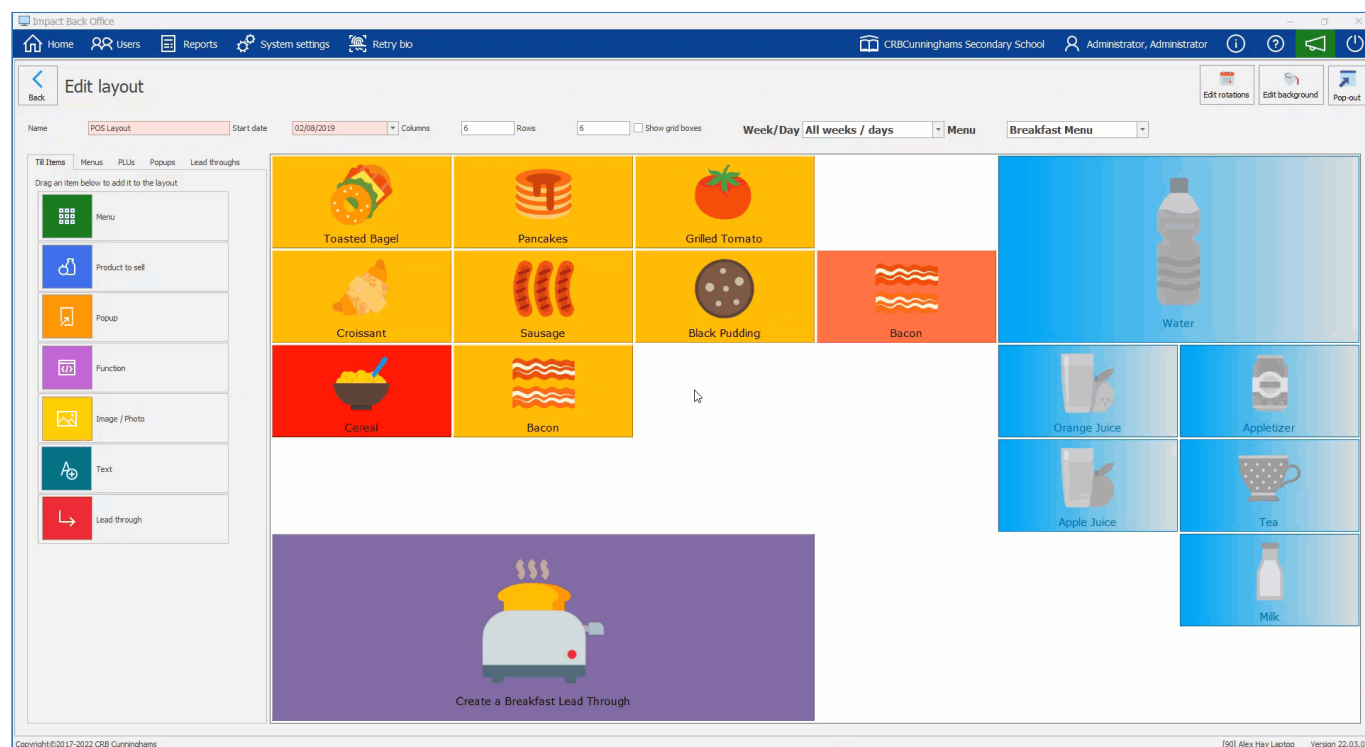 Impact Back Office
Home Users Reports System settings Retry bio CRBCunninghams Secondary School Administrator, Administrator
Back Edit layout Edit rotations Edit background Pop-out
Name POS Layout Start date 02/08/2019 Columns 6 Rows 6 Show grid boxes Week/Day All weeks / days Menu Breakfast Menu
Till Items Menus PLUs Popups Lead throughs
Drag an item below to add it to the layout
Menu
Product to sell
Popup
Function
Image / Photo
Text
Lead through
Toasted Bagel Pancakes Grilled Tomato
Croissant Sausage Black Pudding Bacon Water
Cereal Bacon Orange Juice Appletizer
Apple Juice Tea
Milk
Create a Breakfast Lead Through
Copyright©2017-2022 CRB Cunninghams [90] Alex Hay Laptop Version 22.03.0